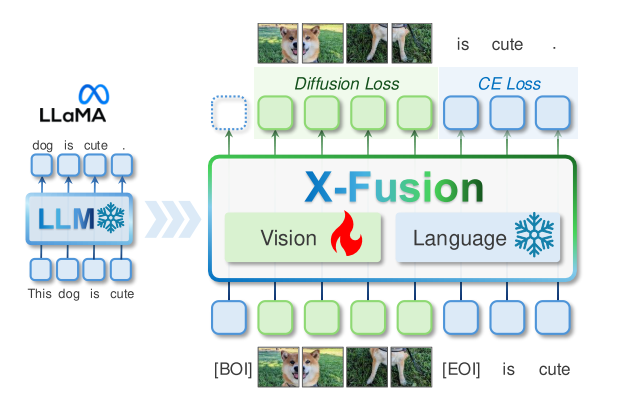 is cute .
Diffusion Loss CE Loss
LLaMA
dog is cute .
LLM
This dog is cute
X-Fusion
Vision Language
[BOI] [EOI] is cute